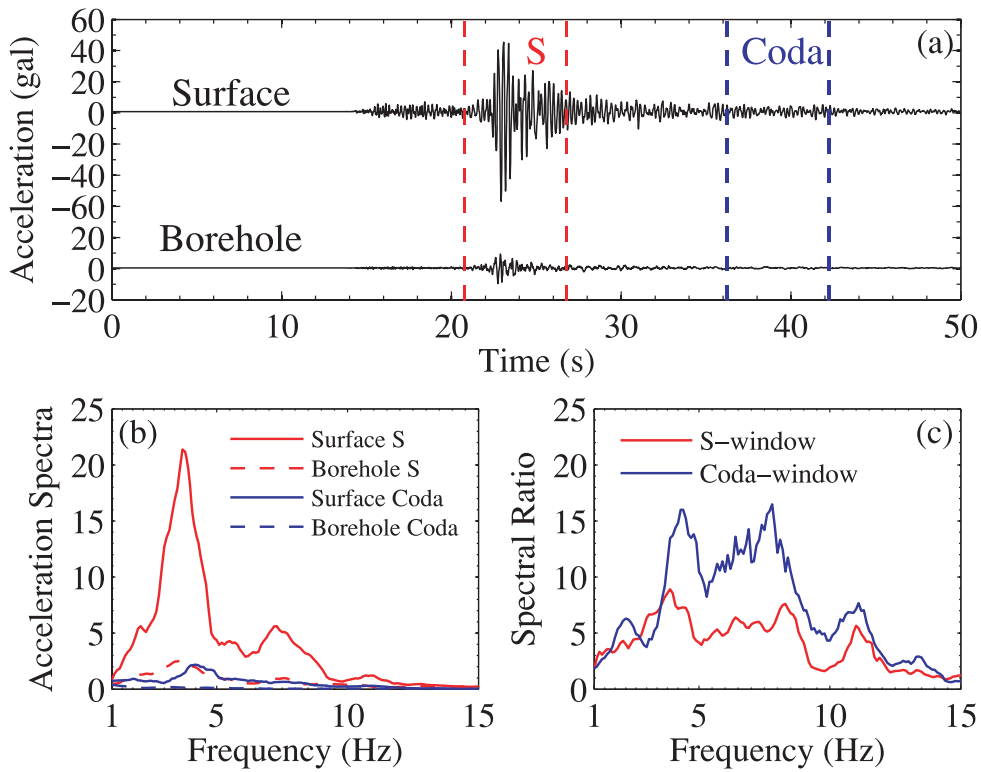 60
40
20
0
−20
−40
−60
0
−20
Acceleration (gal)
Surface
Borehole
S
Coda
(a)
0 10 20 30 40 50
Time (s)
25
20
15
10
5
0
Acceleration Spectra
(b)
Surface S
Borehole S
Surface Coda
Borehole Coda
1 5 10 15
Frequency (Hz)
25
20
15
10
5
0
Spectral Ratio
S−window
Coda−window
(c)
1 5 10 15
Frequency (Hz)